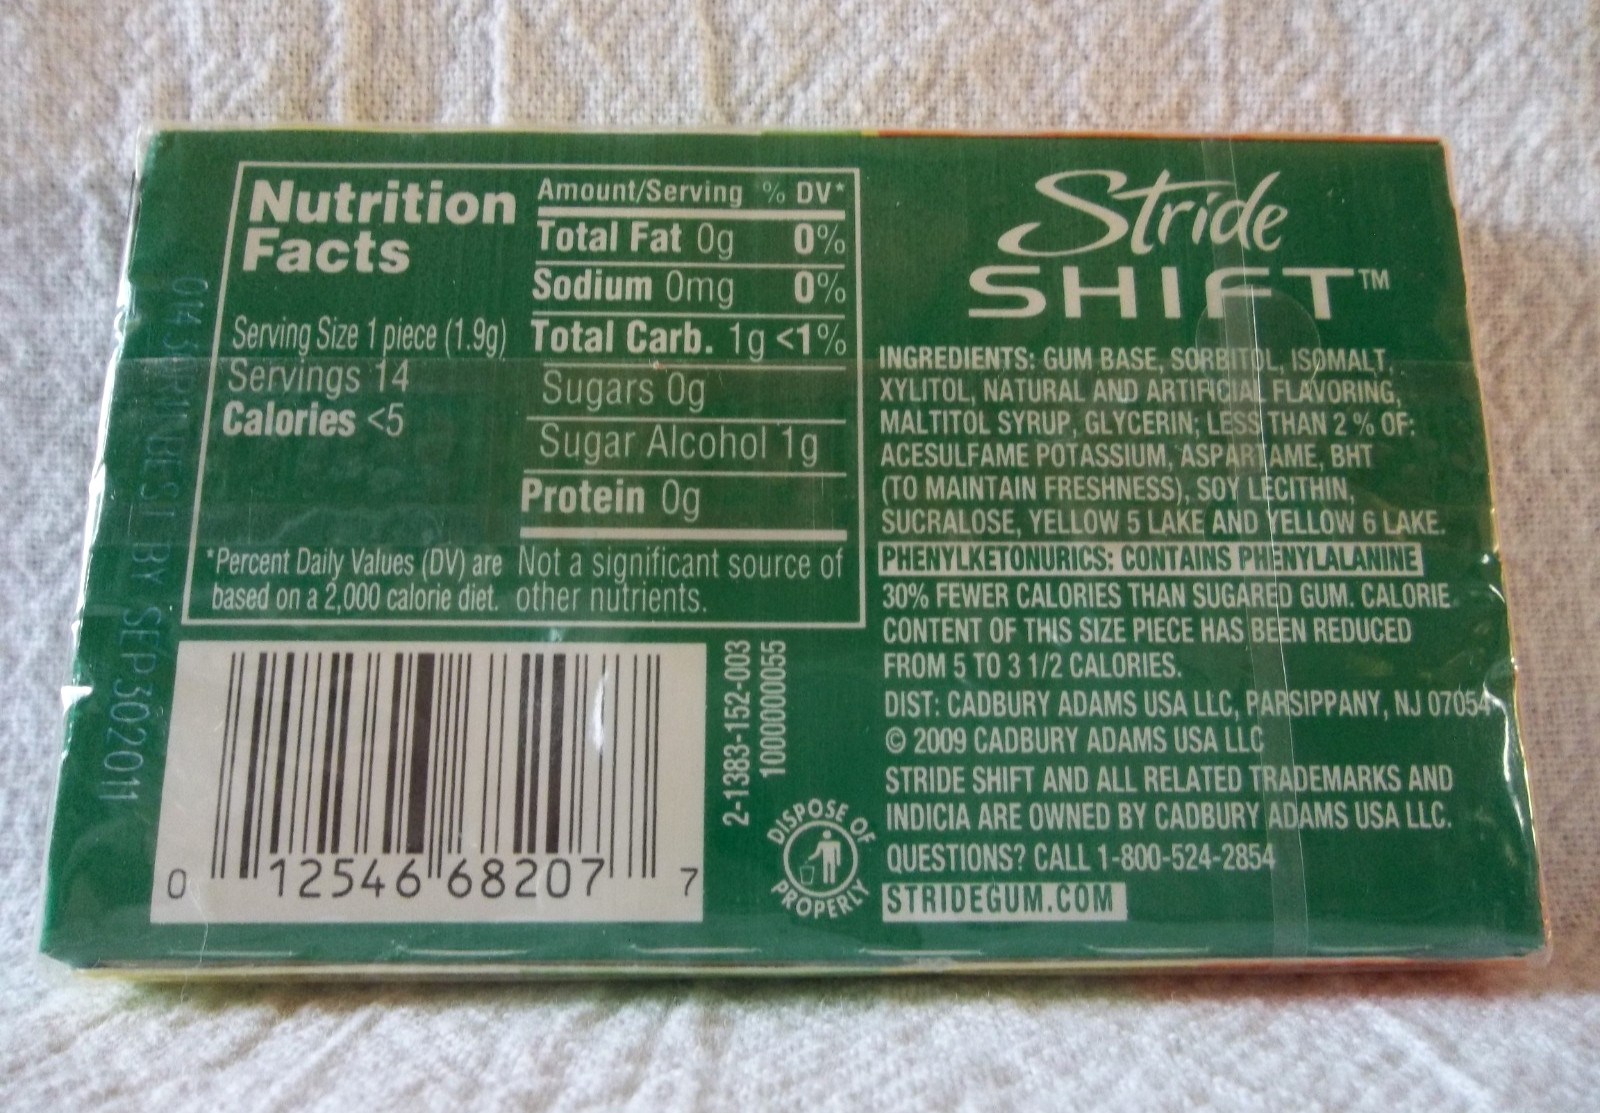 Nutrition
Facts
Serving Size 1 piece (1.9g)
Servings 14
Calories <5
Amount/Serving % DV*
Total Fat 0g 0%
Sodium 0mg 0%
Total Carb. 1g <1%
Sugars 0g
Sugar Alcohol 1g
Protein 0g
*Percent Daily Values (DV) are
based on a 2,000 calorie diet.
Not a significant source of
other nutrients.
Stride
SHIFT™
INGREDIENTS: GUM BASE, SORBITOL, ISOMALT,
XYLITOL, NATURAL AND ARTIFICIAL FLAVORING,
MALTITOL SYRUP, GLYCERIN; LESS THAN 2 % OF:
ACESULFAME POTASSIUM, ASPARTAME, BHT
(TO MAINTAIN FRESHNESS), SOY LECITHIN,
SUCRALOSE, YELLOW 5 LAKE AND YELLOW 6 LAKE.
PHENYLKETONURICS: CONTAINS PHENYLALANINE
30% FEWER CALORIES THAN SUGARED GUM. CALORIE
CONTENT OF THIS SIZE PIECE HAS BEEN REDUCED
FROM 5 TO 3 1/2 CALORIES.
DIST: CADBURY ADAMS USA LLC, PARSIPPANY, NJ 07054
© 2009 CADBURY ADAMS USA LLC
STRIDE SHIFT AND ALL RELATED TRADEMARKS AND
INDICIA ARE OWNED BY CADBURY ADAMS USA LLC.
QUESTIONS? CALL 1-800-524-2854
STRIDEGUM.COM
0 12546 68207 7
2-1383-152-003
100000000055
DISPOSE OF
PROPERLY
BEST BY SEP302011